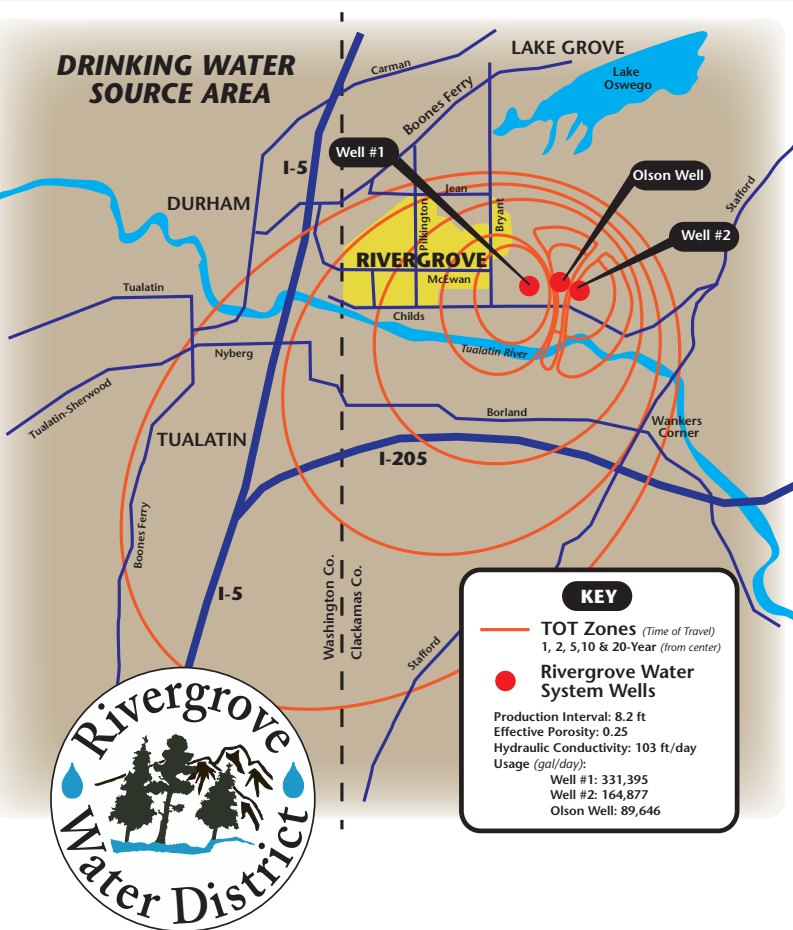 DRINKING WATER
SOURCE AREA
LAKE GROVE
Carman
Lake
Oswego
Boones Ferry
Well #1
I-5
Olson Well
Jean
Stafford
DURHAM
Pilkington
Bryant
Well #2
RIVERGROVE
McEwan
Tualatin
Childs
Nyberg
Tualatin River
Tualatin-Sherwood
Borland
Wankers
Corner
TUALATIN
I-205
Boones Ferry
Washington Co.
Clackamas Co.
I-5
Stafford
KEY
TOT Zones (Time of Travel)
1, 2, 5,10 & 20-Year (from center)
Rivergrove Water
System Wells
Production Interval: 8.2 ft
Effective Porosity: 0.25
Hydraulic Conductivity: 103 ft/day
Usage (gal/day):
Well #1: 331,395
Well #2: 164,877
Olson Well: 89,646
Rivergrove
Water District